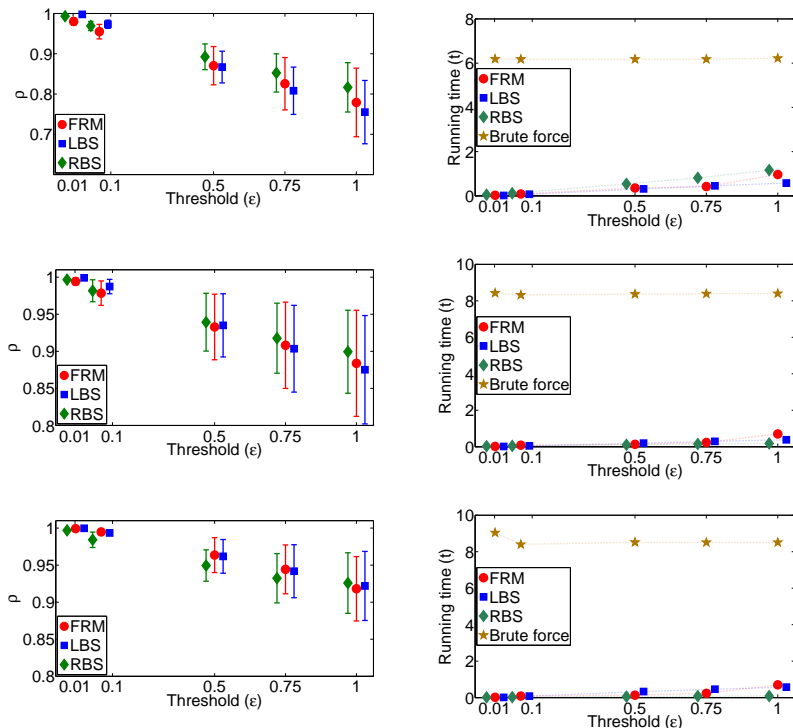 1
0.9
0.8
0.7
ρ
FRM
LBS
RBS
0.01
0.1
0.5
0.75
1
Threshold (ε)
8
6
4
2
0
Running time (t)
FRM
LBS
RBS
Brute force
0.01
0.1
0.5
0.75
1
Threshold (ε)
1
0.95
0.9
0.85
0.8
ρ
FRM
LBS
RBS
0.01
0.1
0.5
0.75
1
Threshold (ε)
10
8
6
4
2
0
Running time (t)
FRM
LBS
RBS
Brute force
0.01
0.1
0.5
0.75
1
Threshold (ε)
1
0.95
0.9
0.85
0.8
ρ
FRM
LBS
RBS
0.01
0.1
0.5
0.75
1
Threshold (ε)
10
8
6
4
2
0
Running time (t)
FRM
LBS
RBS
Brute force
0.01
0.1
0.5
0.75
1
Threshold (ε)